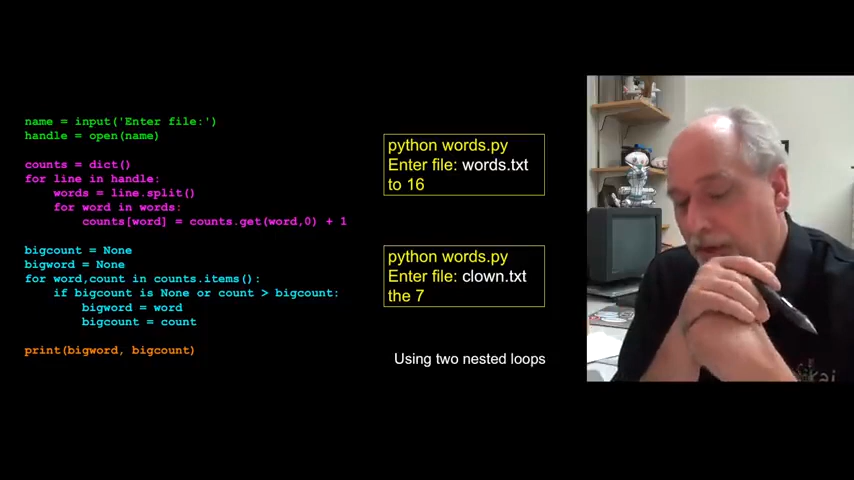 name = input('Enter file:')
handle = open(name)
counts = dict()
for line in handle:
    words = line.split()
    for word in words:
        counts[word] = counts.get(word,0) + 1
bigcount = None
bigword = None
for word,count in counts.items():
    if bigcount is None or count > bigcount:
        bigword = word
        bigcount = count
print(bigword, bigcount)
python words.py
Enter file: words.txt
to 16
python words.py
Enter file: clown.txt
the 7
Using two nested loops